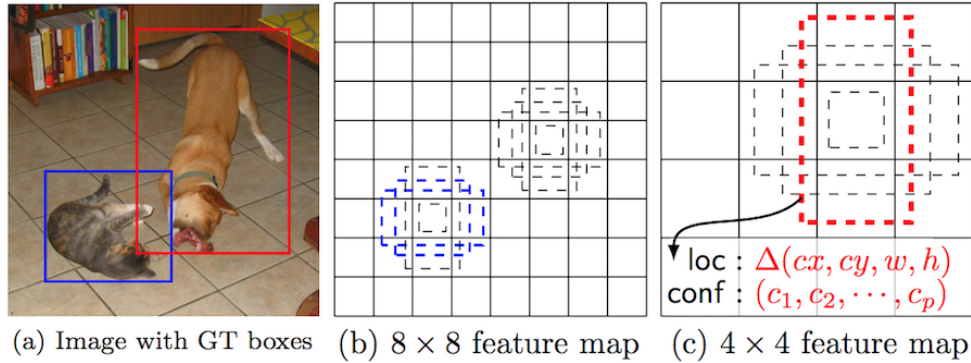 loc : Δ(cx, cy, w, h)
conf : (c₁, c₂, ⋯, cₚ)
(a) Image with GT boxes
(b) 8 × 8 feature map
(c) 4 × 4 feature map